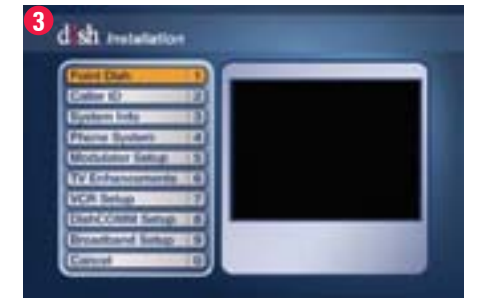 3
dish Installation
Point Dish 1
Caller ID 2
System Info 3
Phone System 4
Modulator Setup 5
TV Enhancements 6
VCR Setup 7
DishCOMM Setup 8
Broadband Setup 9
Cancel 0